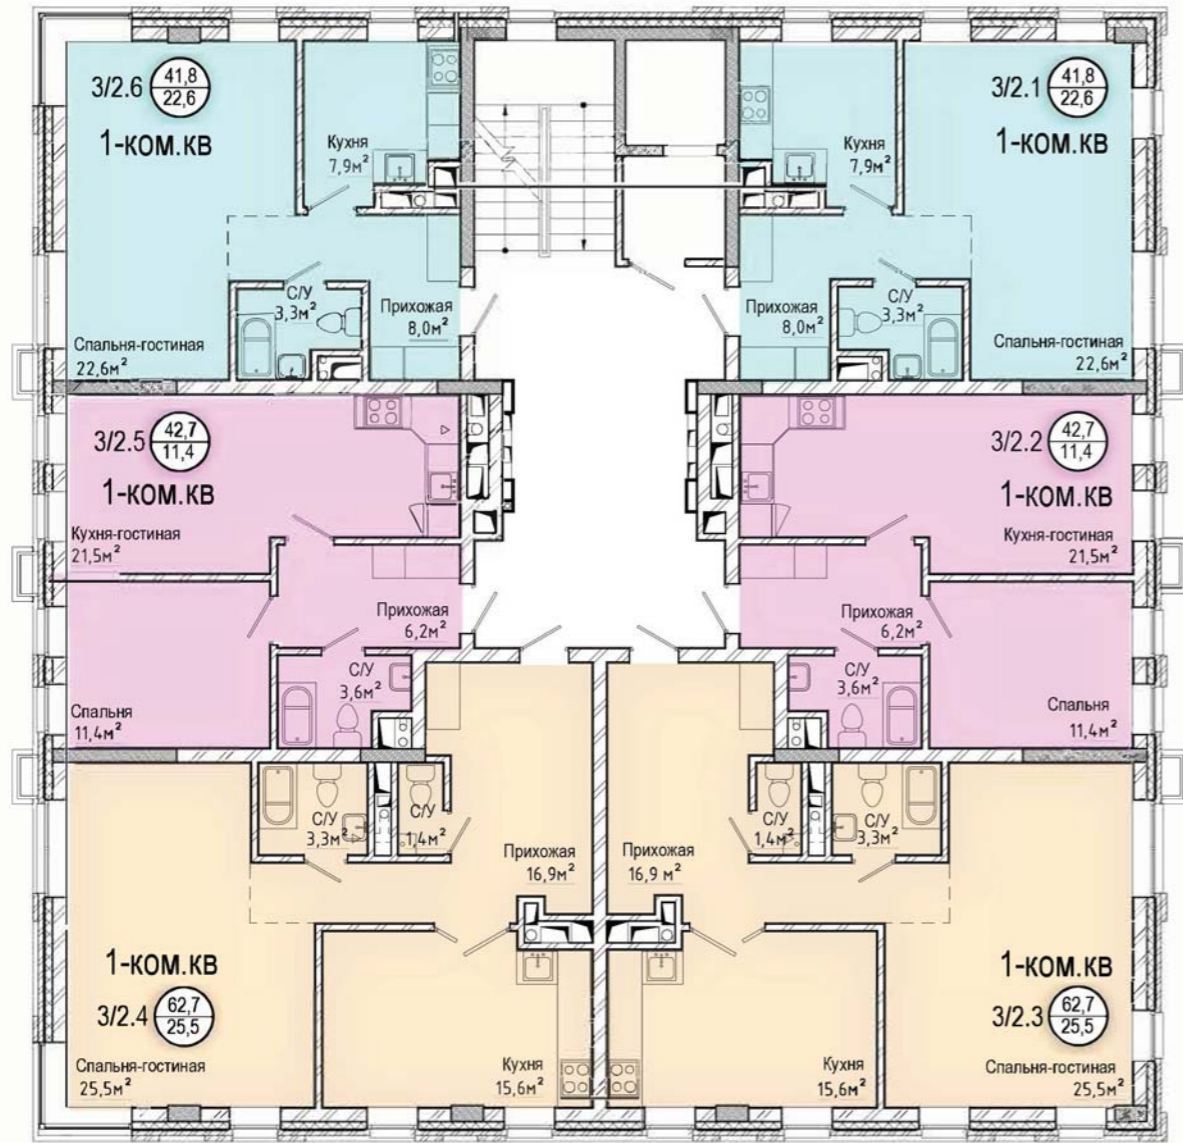 3/2.6
41,8
22,6
1-ком.кв
Кухня
7,9м²
С/У
3,3м²
Прихожая
8,0м²
Спальня-гостиная
22,6м²
3/2.1
41,8
22,6
1-ком.кв
Кухня
7,9м²
Прихожая
8,0м²
С/У
3,3м²
Спальня-гостиная
22,6м²
3/2.5
42,7
11,4
1-ком.кв
Кухня-гостиная
21,5м²
Прихожая
6,2м²
С/У
3,6м²
Спальня
11,4м²
3/2.2
42,7
11,4
1-ком.кв
Кухня-гостиная
21,5м²
Прихожая
6,2м²
С/У
3,6м²
Спальня
11,4м²
С/У
3,3м²
С/У
1,4м²
Прихожая
16,9м²
1-ком.кв
3/2.4
62,7
25,5
Спальня-гостиная
25,5м²
Кухня
15,6м²
Прихожая
16,9 м²
С/У
1,4м²
С/У
3,3м²
1-ком.кв
3/2.3
62,7
25,5
Кухня
15,6м²
Спальня-гостиная
25,5м²